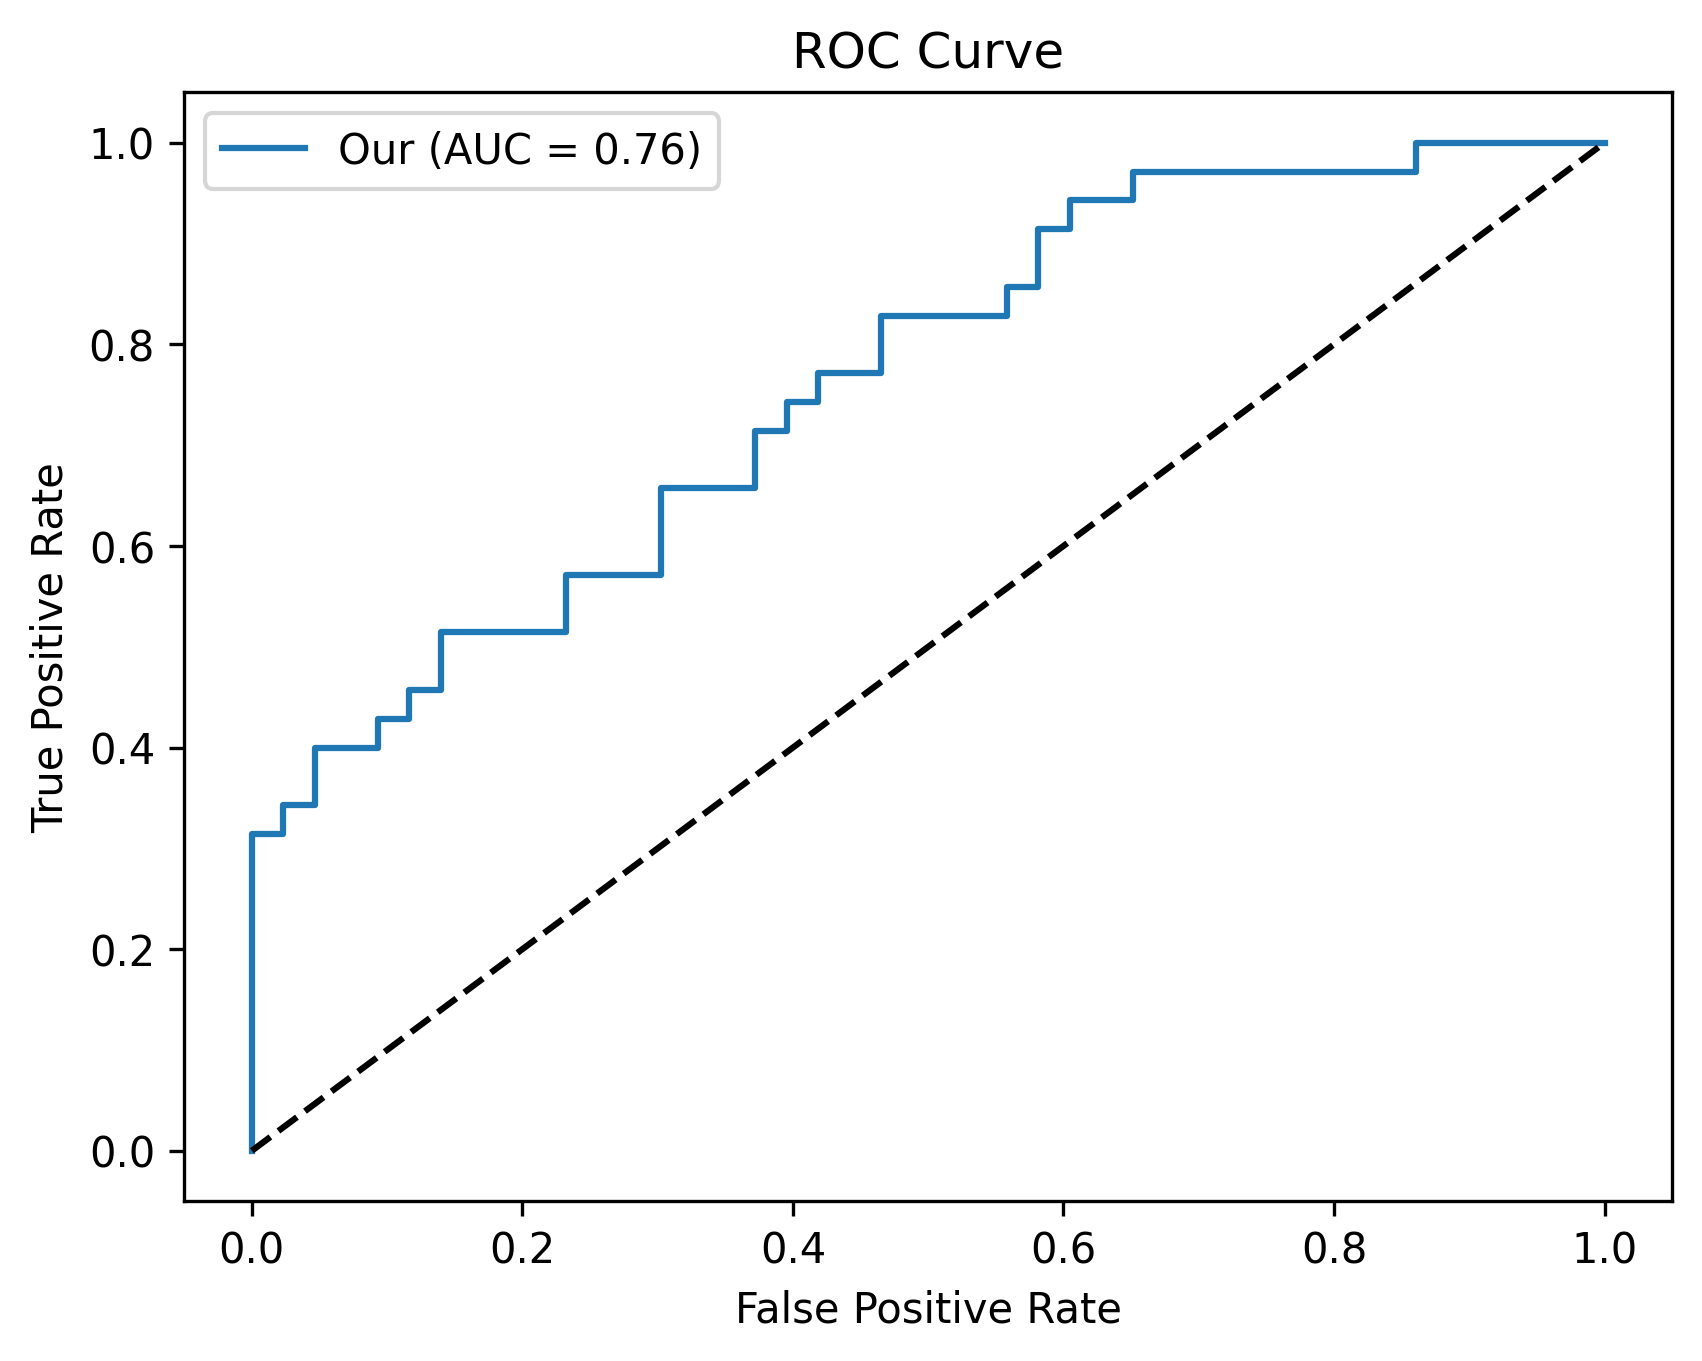 ROC Curve
Our (AUC = 0.76)
True Positive Rate
1.0
0.8
0.6
0.4
0.2
0.0
0.0 0.2 0.4 0.6 0.8 1.0
False Positive Rate